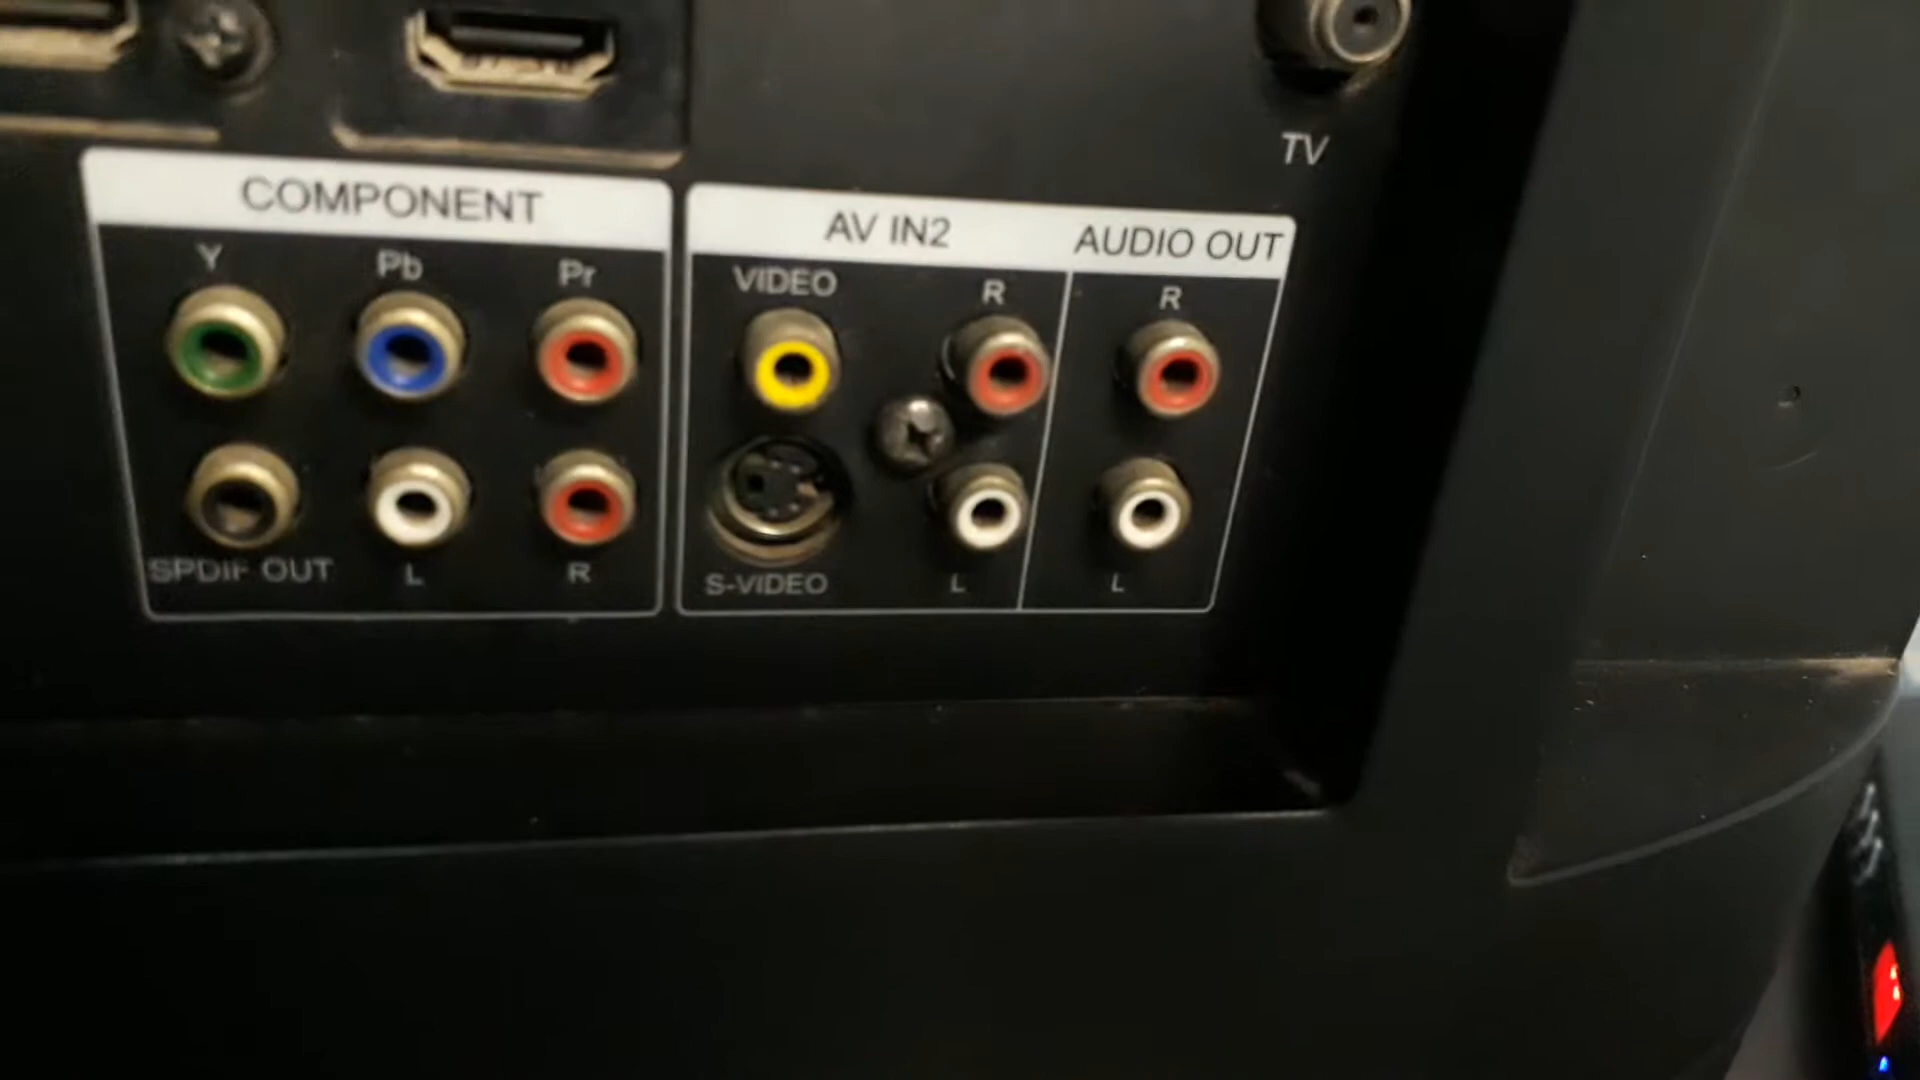 TV
COMPONENT
Y Pb Pr
SPDIF OUT L R
AV IN2
VIDEO R
S-VIDEO L
AUDIO OUT
R
L